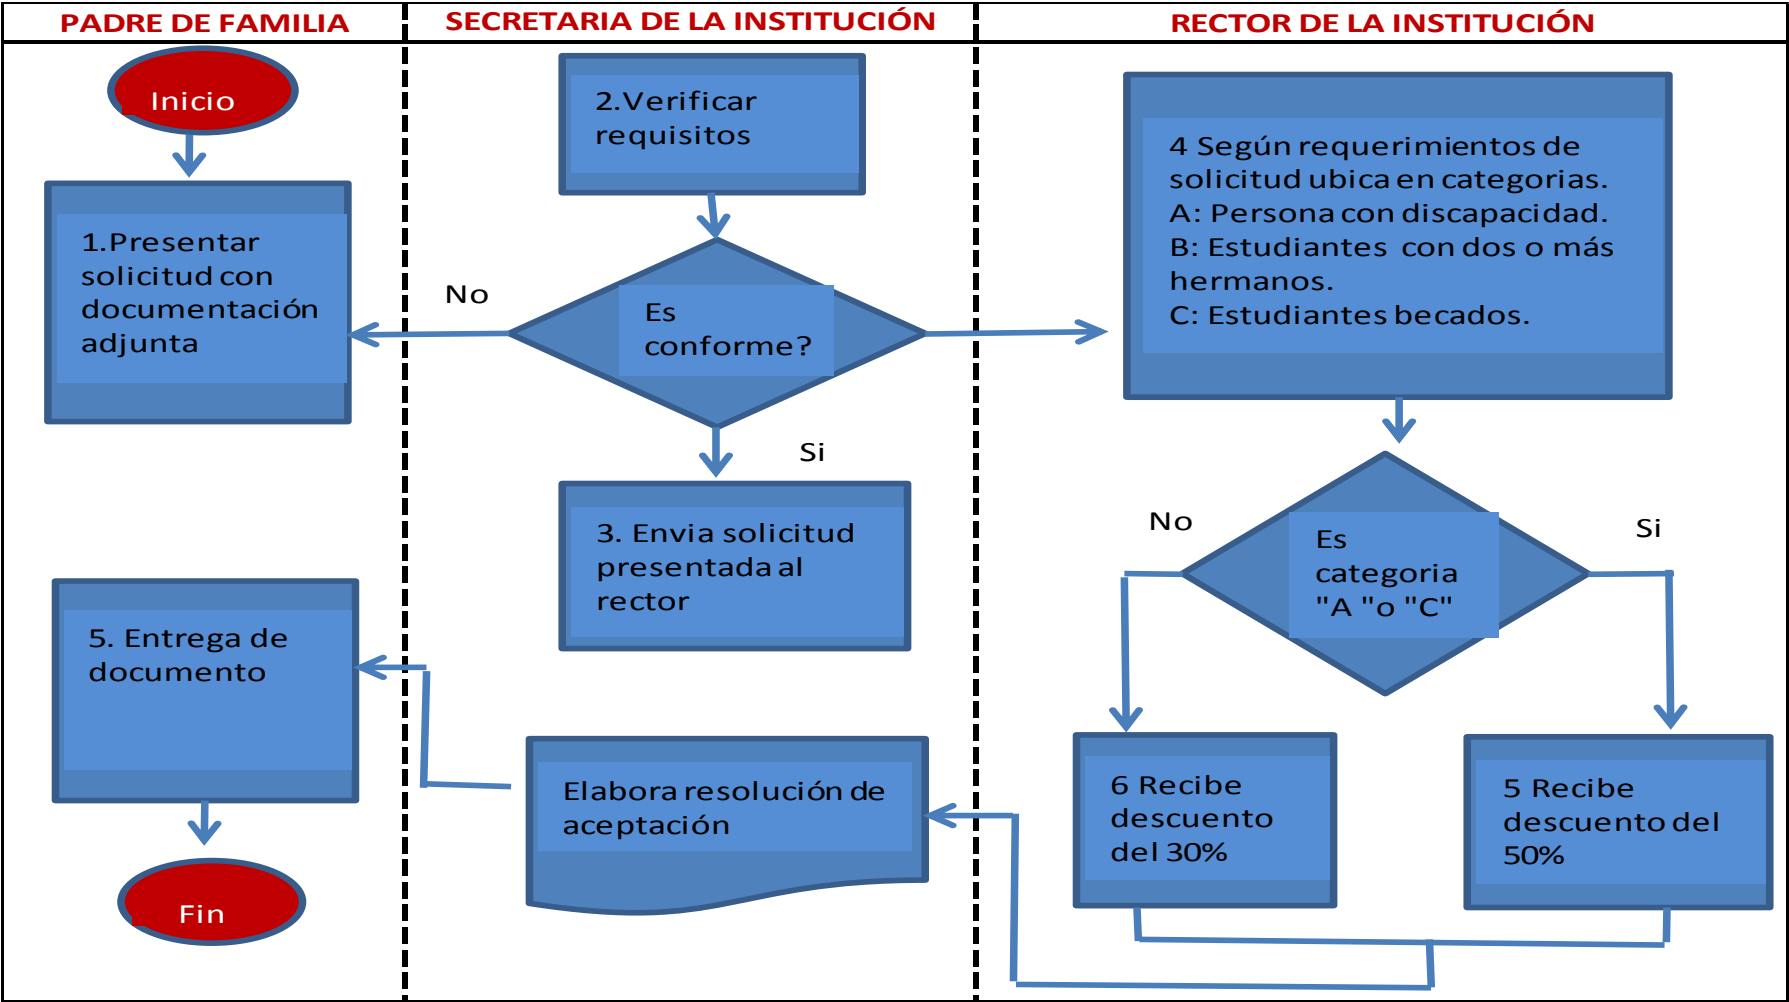 PADRE DE FAMILIA
SECRETARIA DE LA INSTITUCIÓN
RECTOR DE LA INSTITUCIÓN
Inicio
1.Presentar
solicitud con
documentación
adjunta
2.Verificar
requisitos
No
Es
conforme?
Si
3. Envia solicitud
presentada al
rector
4 Según requerimientos de
solicitud ubica en categorias.
A: Persona con discapacidad.
B: Estudiantes con dos o más
hermanos.
C: Estudiantes becados.
No
Es
categoria
"A "o "C"
Si
6 Recibe
descuento
del 30%
5 Recibe
descuento del
50%
Elabora resolución de
aceptación
5. Entrega de
documento
Fin